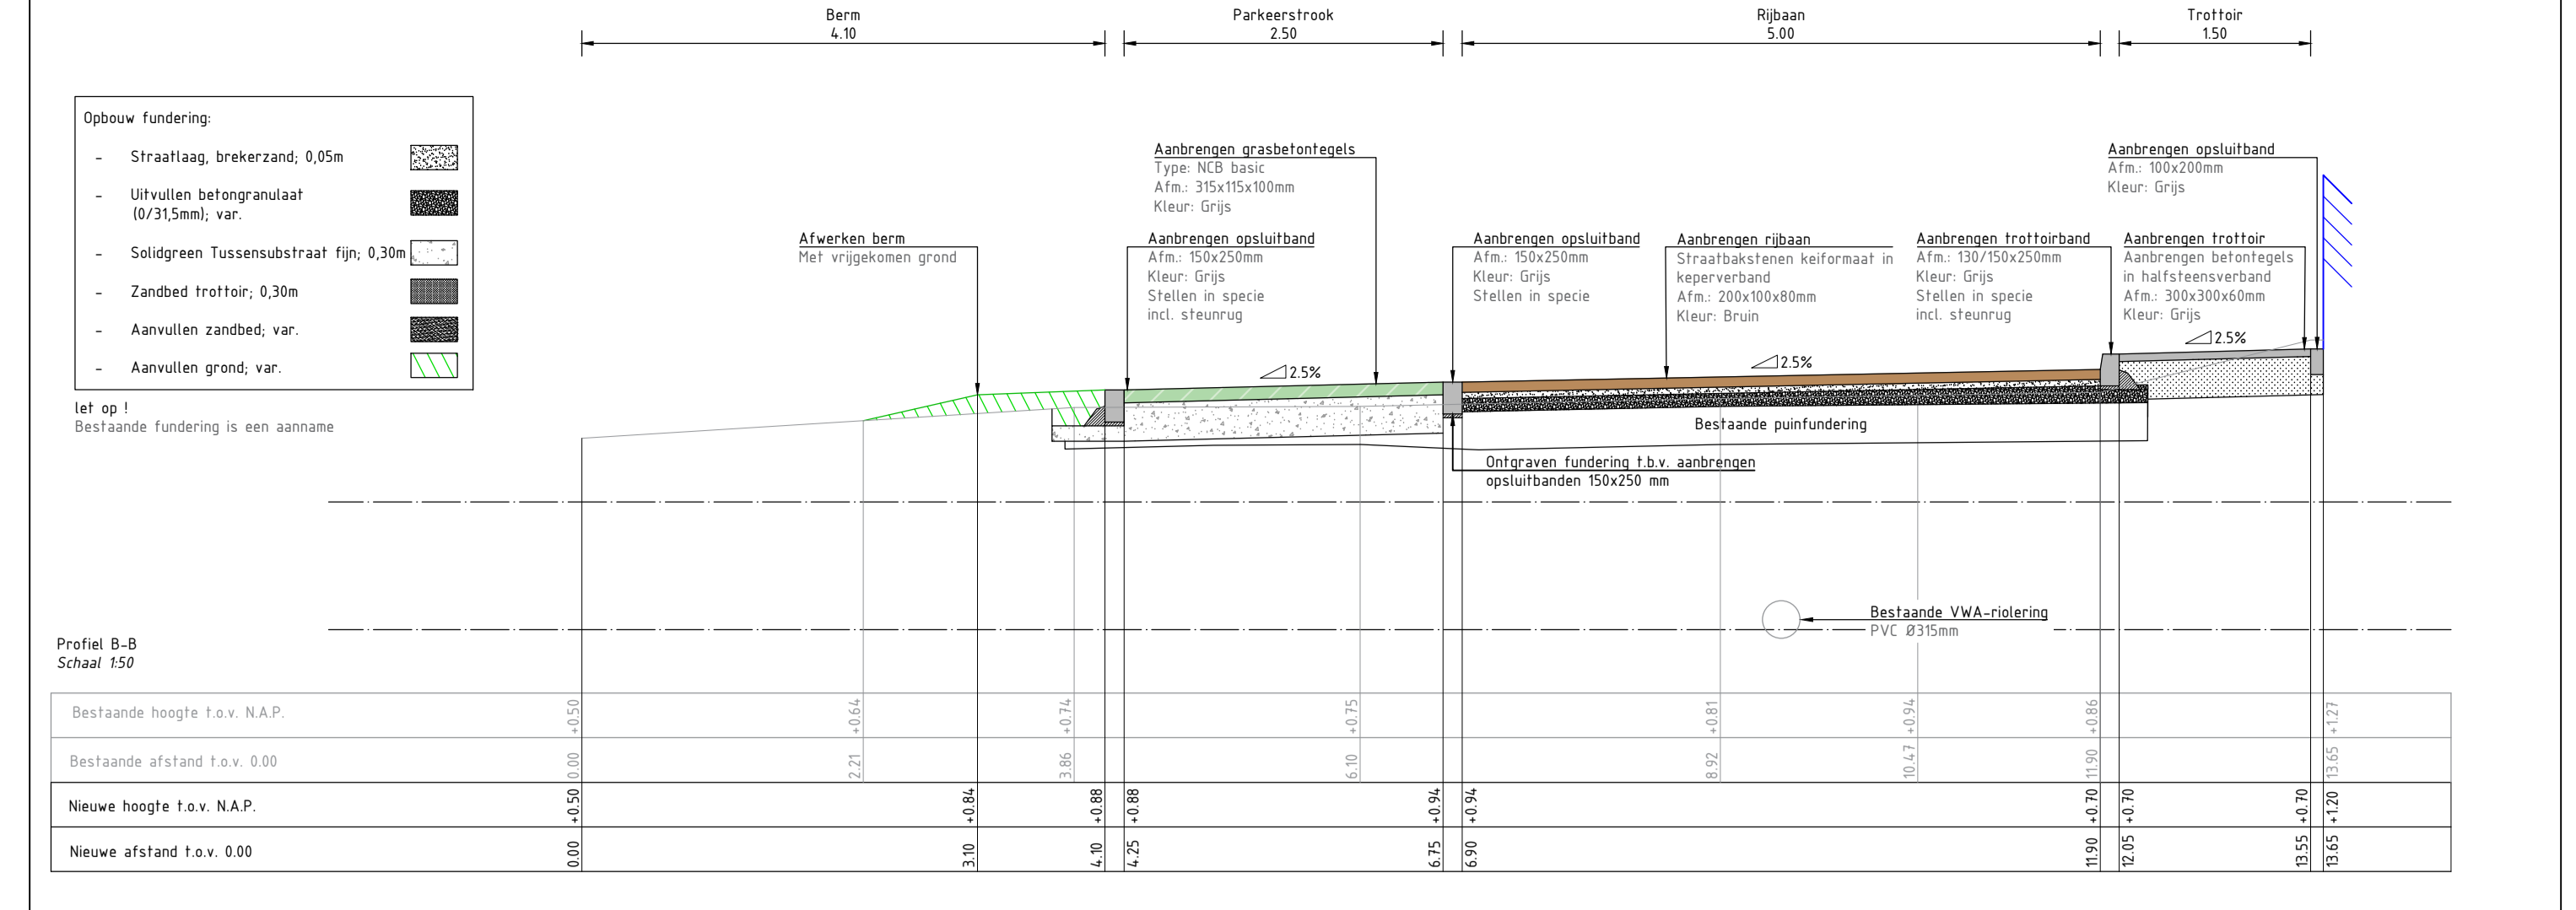 Berm
4.10
Parkeerstrook
2.50
Rijbaan
5.00
Trottoir
1.50
Opbouw fundering:
- Straatlaag, brekerzand; 0,05m
- Uitvullen betongranulaat
(0/31,5mm); var.
- Solidgreen Tussensubstraat fijn; 0,30m
- Zandbed trottoir; 0,30m
- Aanvullen zandbed; var.
- Aanvullen grond; var.
let op !
Bestaande fundering is een aanname
Afwerken berm
Met vrijgekomen grond
Aanbrengen grasbetontegels
Type: NCB basic
Afm.: 315x115x100mm
Kleur: Grijs
Aanbrengen opsluitband
Afm.: 150x250mm
Kleur: Grijs
Stellen in specie
incl. steunrug
Aanbrengen opsluitband
Afm.: 150x250mm
Kleur: Grijs
Stellen in specie
Aanbrengen rijbaan
Straatbakstenen keiformaat in
keperverband
Afm.: 200x100x80mm
Kleur: Bruin
Aanbrengen trottoirband
Afm.: 130/150x250mm
Kleur: Grijs
Stellen in specie
incl. steunrug
Aanbrengen opsluitband
Afm.: 100x200mm
Kleur: Grijs
Aanbrengen trottoir
Aanbrengen betontegels
in halfsteensverband
Afm.: 300x300x60mm
Kleur: Grijs
2.5%
2.5%
2.5%
Bestaande puinfundering
Ontgraven fundering t.b.v. aanbrengen
opsluitbanden 150x250 mm
Bestaande VWA-riolering
PVC Ø315mm
Profiel B-B
Schaal 1:50
Bestaande hoogte t.o.v. N.A.P. +0.50 +0.64 +0.74 +0.75 +0.81 +0.94 +0.86 +1.27
Bestaande afstand t.o.v. 0.00 0.00 2.21 3.86 6.10 8.92 10.47 11.90 13.65
Nieuwe hoogte t.o.v. N.A.P. +0.50 +0.84 +0.88 +0.88 +0.94 +0.94 +0.70 +0.70 +0.70 +1.20
Nieuwe afstand t.o.v. 0.00 0.00 3.10 4.10 4.25 6.75 6.90 11.90 12.05 13.55 13.65